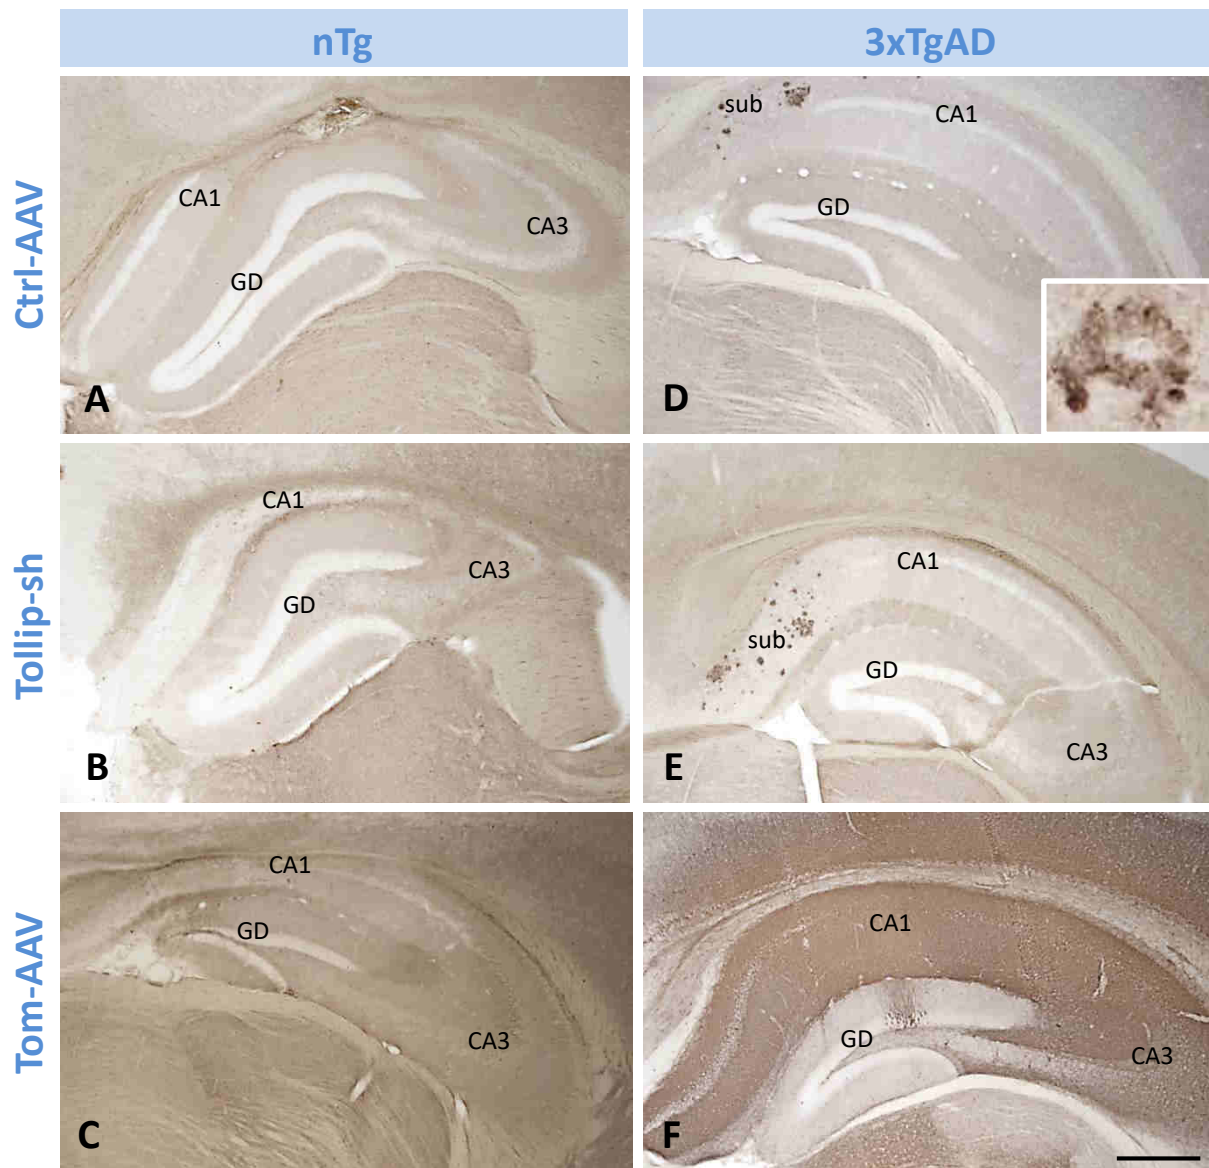 nTg
3xTgAD
Ctrl-AAV
CA1
GD
CA3
A
sub
CA1
GD
D
Tollip-sh
CA1
GD
CA3
B
sub
CA1
GD
CA3
E
Tom-AAV
CA1
GD
CA3
C
CA1
GD
CA3
F